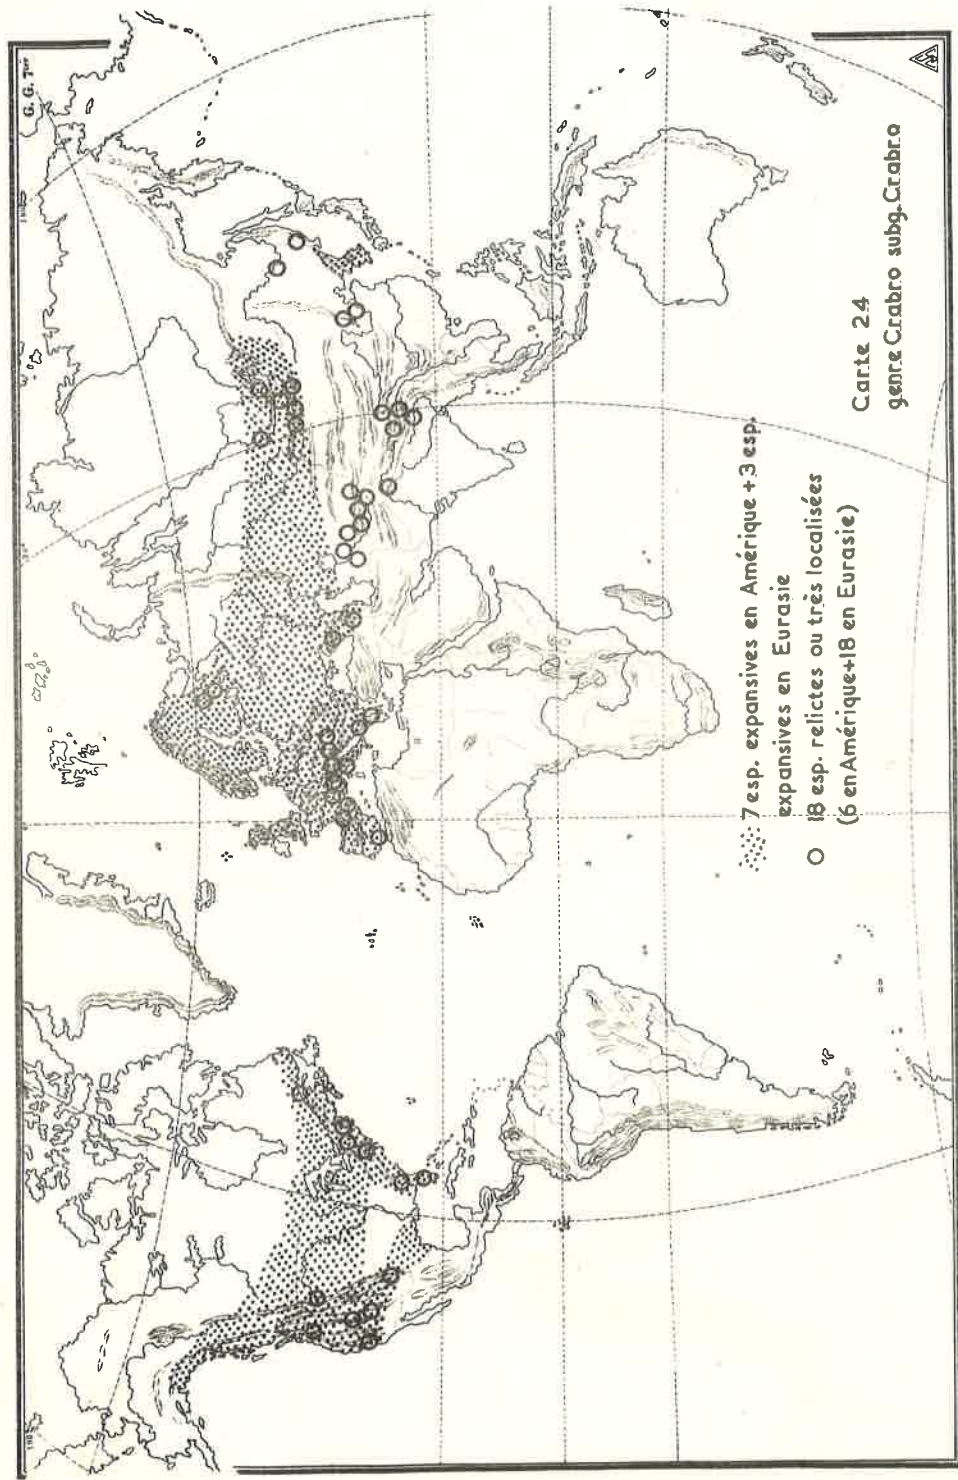 G. G. 7bis
7 esp. expansives en Amérique + 3 esp.
expansives en Eurasie
18 esp. relictes ou très localisées
(6 en Amérique + 18 en Eurasie)
Carte 24
genre Crabro subg. Crabro